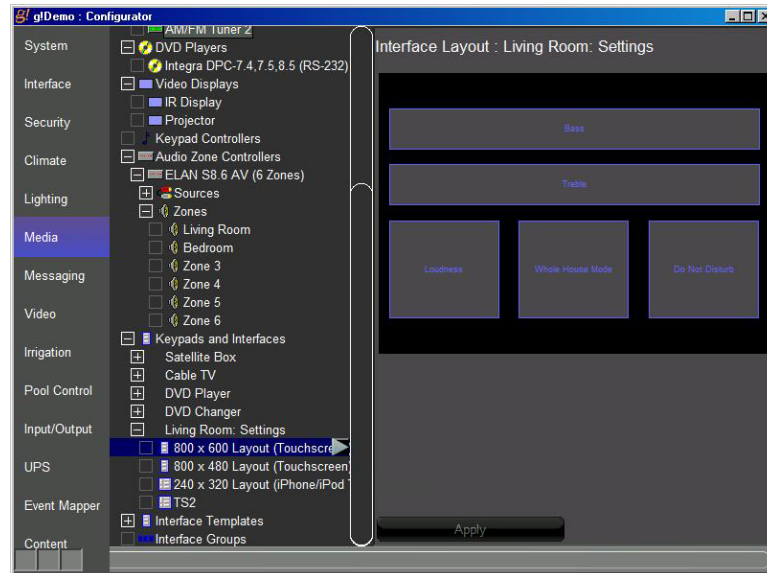 g! g!Demo : Configurator
System
Interface
Security
Climate
Lighting
Media
Messaging
Video
Irrigation
Pool Control
Input/Output
UPS
Event Mapper
Content
AM/FM Tuner 2
DVD Players
Integra DPC-7.4,7.5,8.5 (RS-232)
Video Displays
IR Display
Projector
Keypad Controllers
Audio Zone Controllers
ELAN S8.6 AV (6 Zones)
Sources
Zones
Living Room
Bedroom
Zone 3
Zone 4
Zone 5
Zone 6
Keypads and Interfaces
Satellite Box
Cable TV
DVD Player
DVD Changer
Living Room: Settings
800 x 600 Layout (Touchscre
800 x 480 Layout (Touchscreen)
240 x 320 Layout (iPhone/iPod
TS2
Interface Templates
Interface Groups
Interface Layout : Living Room: Settings
Bass
Treble
Loudness
Whole House Mode
Do Not Disturb
Apply